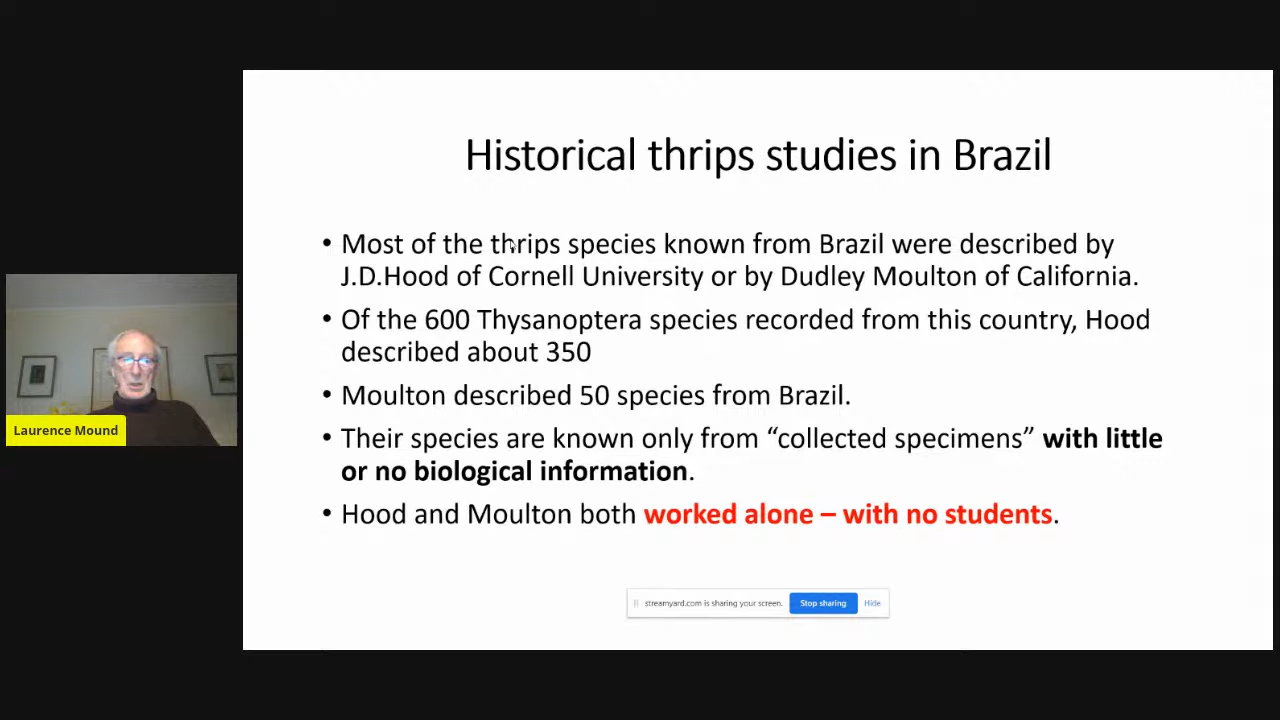 Historical thrips studies in Brazil
• Most of the thrips species known from Brazil were described by
J.D.Hood of Cornell University or by Dudley Moulton of California.
• Of the 600 Thysanoptera species recorded from this country, Hood
described about 350
• Moulton described 50 species from Brazil.
• Their species are known only from “collected specimens” with little
or no biological information.
• Hood and Moulton both worked alone – with no students.
Laurence Mound
streamyard.com is sharing your screen. Stop sharing Hide